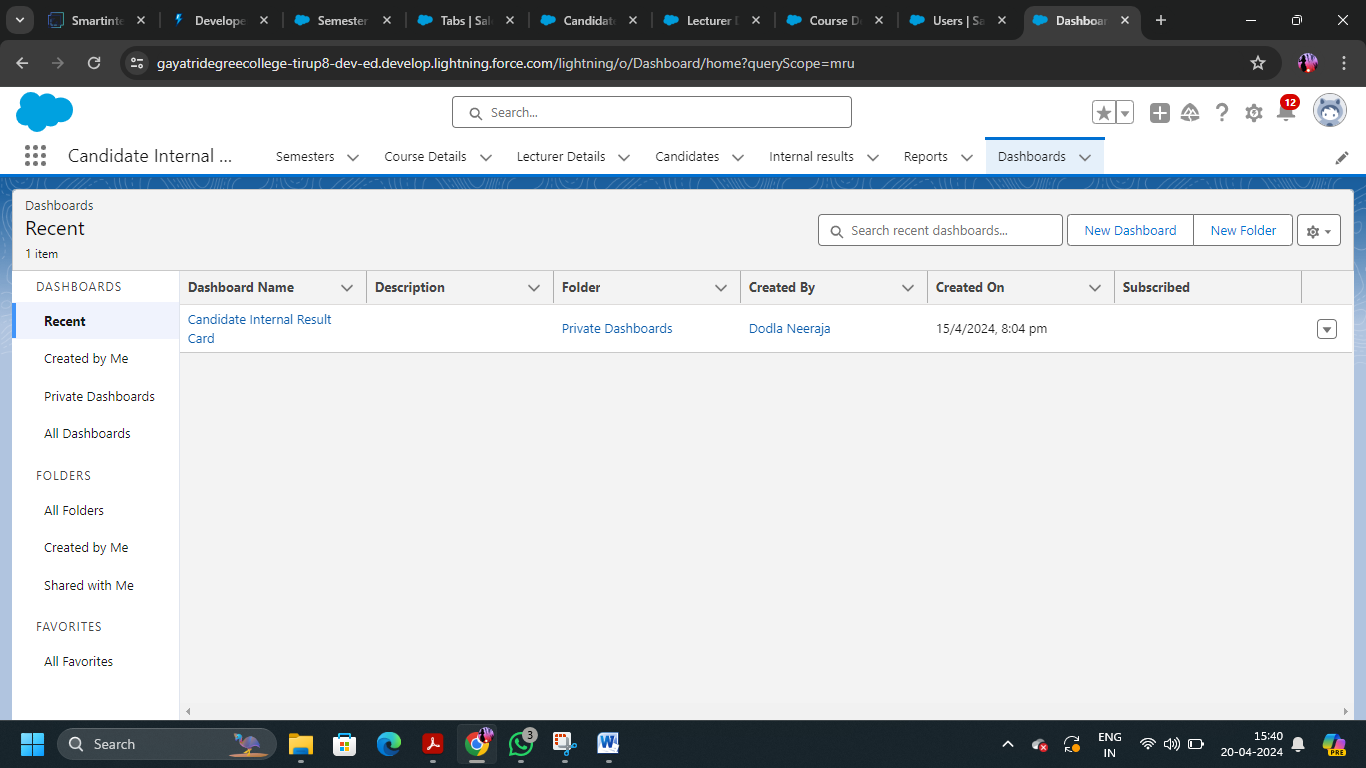 Smartinte
Develope
Semester
Tabs | Sal
Candidat
Lecturer D
Course De
Users | Sa
Dashboar
gayatridegreecollege-tirup8-dev-ed.develop.lightning.force.com/lightning/o/Dashboard/home?queryScope=mru
Search...
12
Candidate Internal ...
Semesters
Course Details
Lecturer Details
Candidates
Internal results
Reports
Dashboards
Dashboards
Recent
1 item
Search recent dashboards...
New Dashboard
New Folder
DASHBOARDS
Recent
Created by Me
Private Dashboards
All Dashboards
FOLDERS
All Folders
Created by Me
Shared with Me
FAVORITES
All Favorites
Dashboard Name
Description
Folder
Created By
Created On
Subscribed
Candidate Internal Result
Card
Private Dashboards
Dodla Neeraja
15/4/2024, 8:04 pm
Search
3
ENG
IN
15:40
20-04-2024
PRE